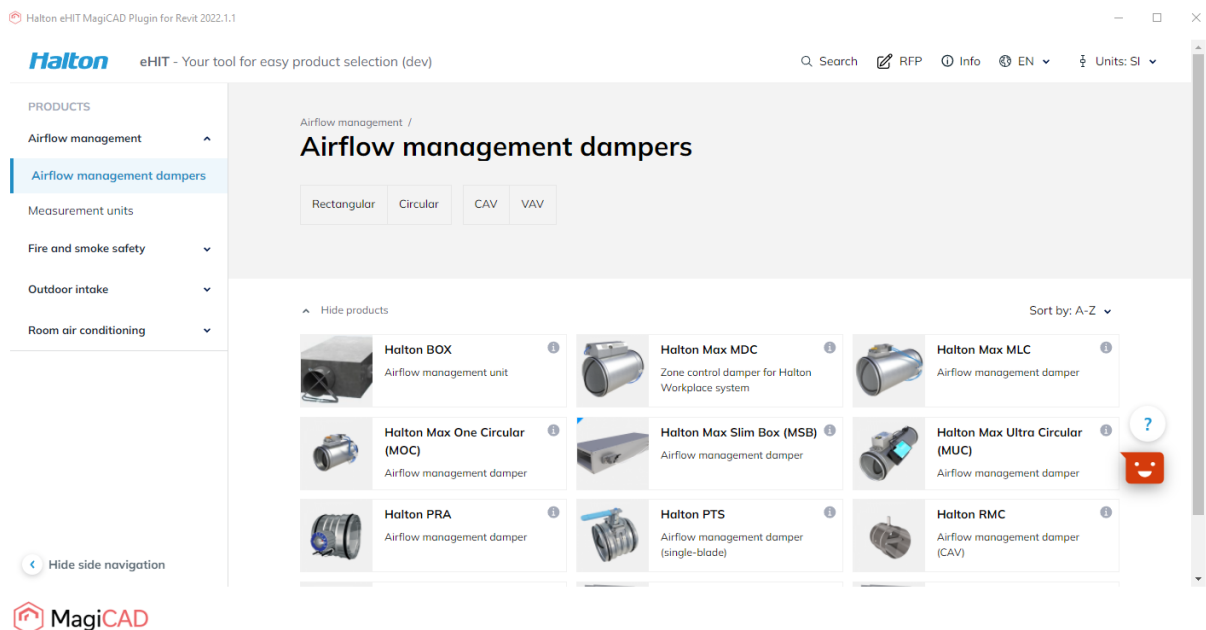 Halton eHIT MagiCAD Plugin for Revit 2022.1.1
Halton
eHIT - Your tool for easy product selection (dev)
Search
RFP
Info
EN
Units: SI
PRODUCTS
Airflow management
Airflow management dampers
Measurement units
Fire and smoke safety
Outdoor intake
Room air conditioning
Hide side navigation
Airflow management /
Airflow management dampers
Rectangular
Circular
CAV
VAV
Hide products
Sort by: A-Z
Halton BOX
Airflow management unit
Halton Max MDC
Zone control damper for Halton
Workplace system
Halton Max MLC
Airflow management damper
Halton Max One Circular
(MOC)
Airflow management damper
Halton Max Slim Box (MSB)
Airflow management damper
Halton Max Ultra Circular
(MUC)
Airflow management damper
Halton PRA
Airflow management damper
Halton PTS
Airflow management damper
(single-blade)
Halton RMC
Airflow management damper
(CAV)
?
MagiCAD